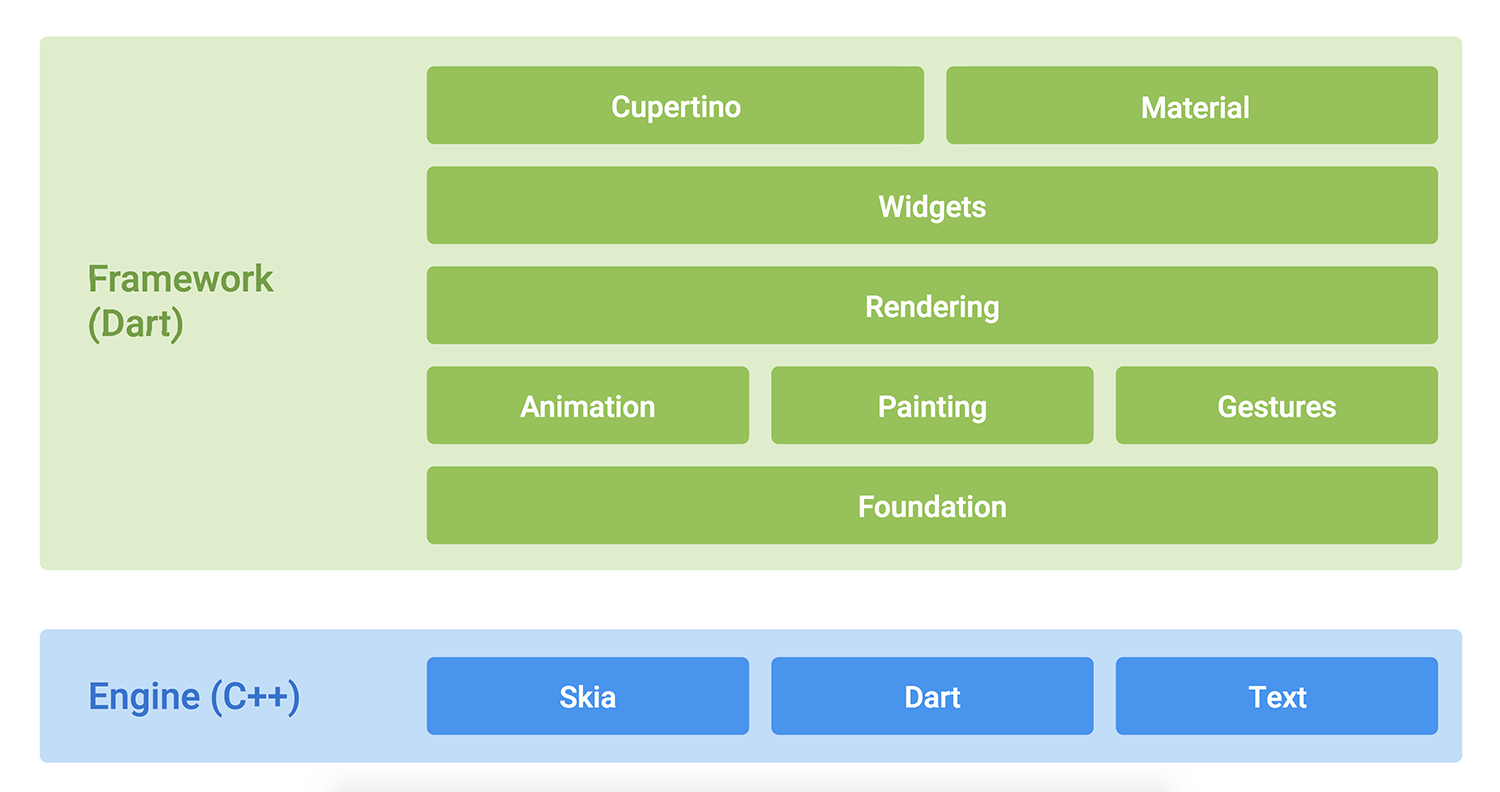 Cupertino
Material
Widgets
Framework
(Dart)
Rendering
Animation
Painting
Gestures
Foundation
Engine (C++)
Skia
Dart
Text